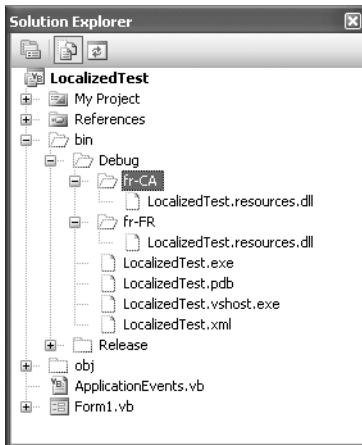 Solution Explorer
LocalizedTest
My Project
References
bin
Debug
fr-CA
LocalizedTest.resources.dll
fr-FR
LocalizedTest.resources.dll
LocalizedTest.exe
LocalizedTest.pdb
LocalizedTest.vshost.exe
LocalizedTest.xml
Release
obj
ApplicationEvents.vb
Form1.vb